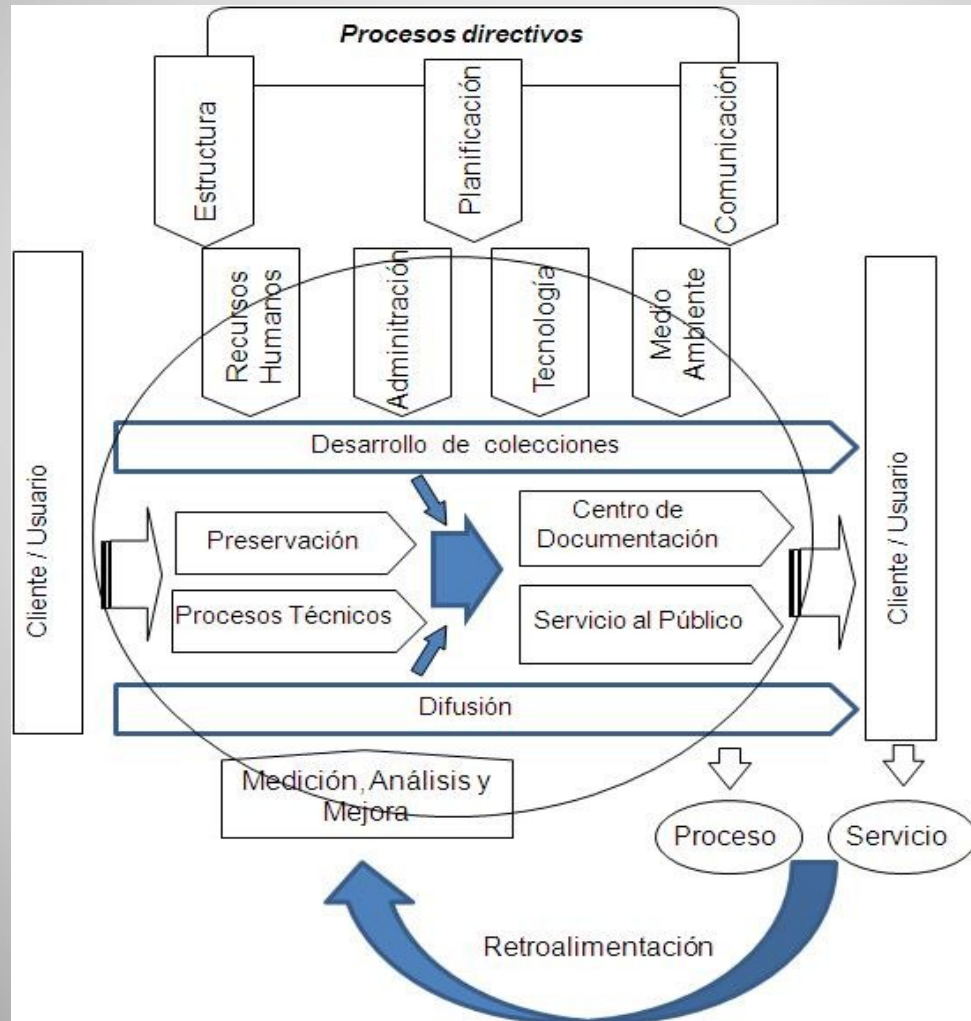 Procesos directivos
Estructura
Planificación
Comunicación
Recursos
Humanos
Adminitración
Tecnología
Medio
Ambiente
Cliente / Usuario
Desarrollo de colecciones
Preservación
Centro de
Documentación
Procesos Técnicos
Servicio al Público
Cliente / Usuario
Difusión
Medición, Análisis y
Mejora
Proceso
Servicio
Retroalimentación